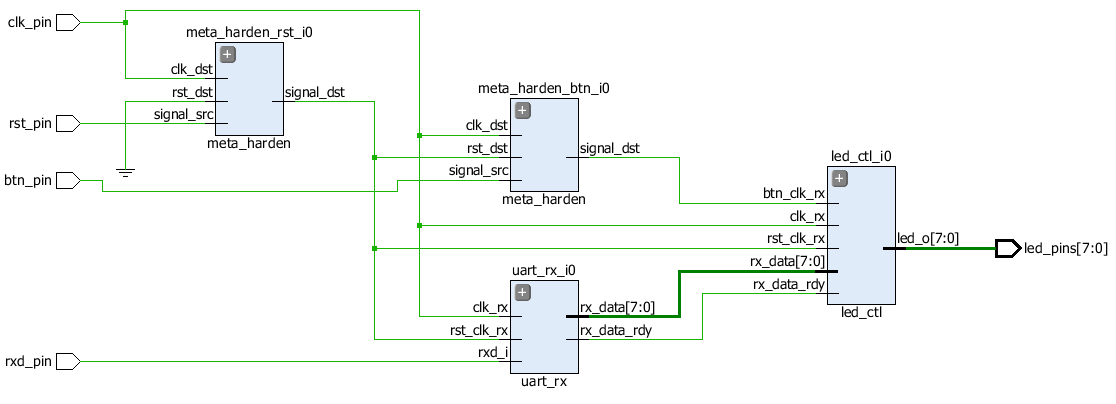 clk_pin
meta_harden_rst_i0
clk_dst
rst_dst
signal_dst
signal_src
rst_pin
meta_harden
btn_pin
meta_harden_btn_i0
clk_dst
rst_dst
signal_dst
signal_src
meta_harden
led_ctl_i0
btn_clk_rx
clk_rx
rst_clk_rx
led_o[7:0]
led_pins[7:0]
rx_data[7:0]
rx_data_rdy
led_ctl
uart_rx_i0
clk_rx
rx_data[7:0]
rst_clk_rx
rx_data_rdy
rxd_pin
rxd_i
uart_rx